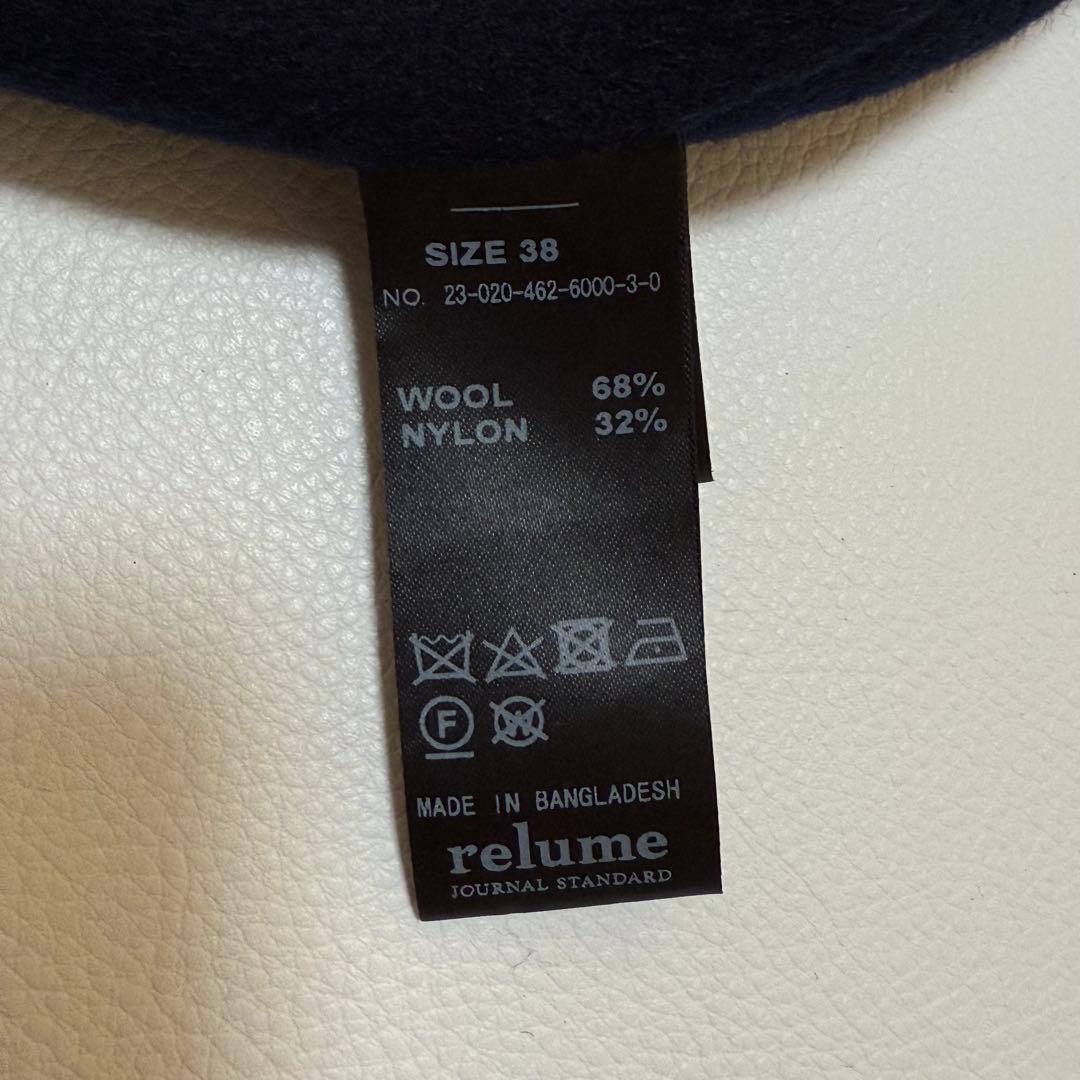 SIZE 38
NO. 23-020-462-6000-3-0
WOOL 68%
NYLON 32%
F
W
MADE IN BANGLADESH
relume
JOURNAL STANDARD